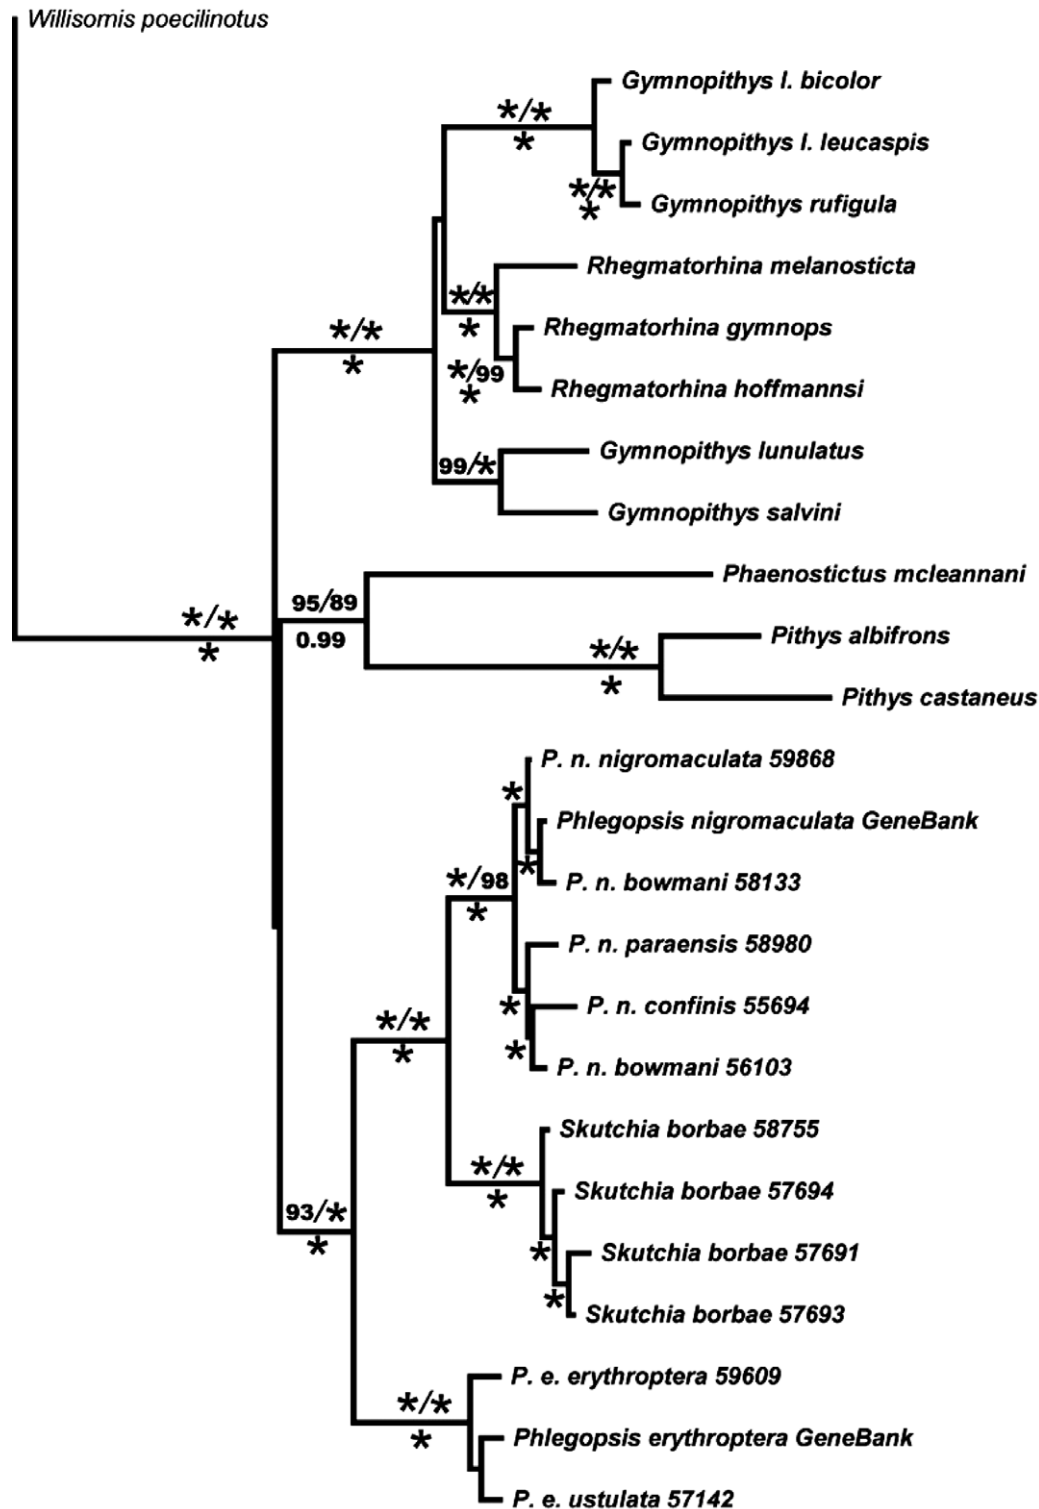 Willisornis poecilinotus
Gymnopithys l. bicolor
*/*
*
Gymnopithys l. leucaspis
*/*
*
Gymnopithys rufigula
Rhegmatorhina melanosticta
*/*
*
Rhegmatorhina gymnops
*/*
*
*/99
*
Rhegmatorhina hoffmannsi
Gymnopithys lunulatus
99/*
Gymnopithys salvini
Phaenostictus mcleannani
95/89
0.99
*/*
*
Pithys albifrons
*/*
*
Pithys castaneus
P. n. nigromaculata 59868
*
Phlegopsis nigromaculata GeneBank
*
*/98
*
P. n. bowmani 58133
P. n. paraensis 58980
P. n. confinis 55694
*
*/*
*
*
P. n. bowmani 56103
Skutchia borbae 58755
*/*
*
Skutchia borbae 57694
93/*
*
*
Skutchia borbae 57691
*
Skutchia borbae 57693
P. e. erythroptera 59609
*/*
*
Phlegopsis erythroptera GeneBank
P. e. ustulata 57142